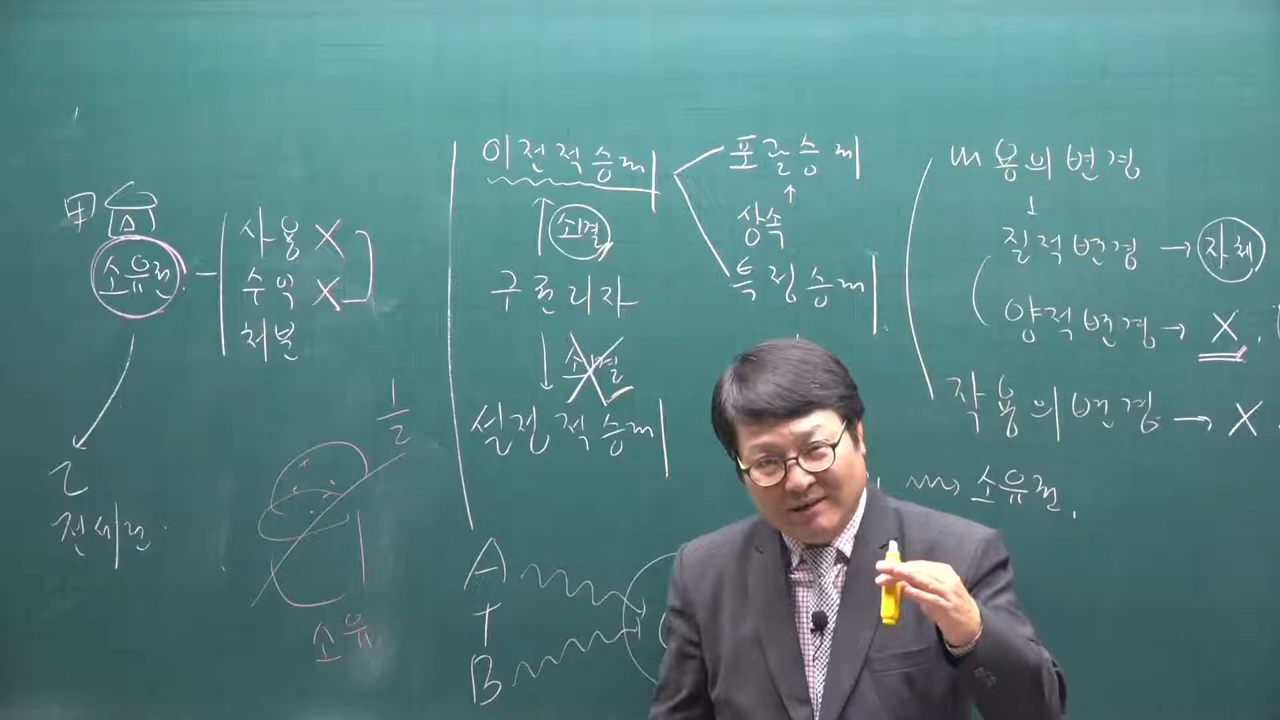 甲
소유권
사용 X
수익 X
처분
乙
전세권
1/2
소유
이전적승계
소멸
구권리자
설정적승계
포괄승계
↑
상속
특정승계
A
B
내용의 변경
↓
질적변경 → 자체
양적변경 → X
작용의 변경 → X
소유권